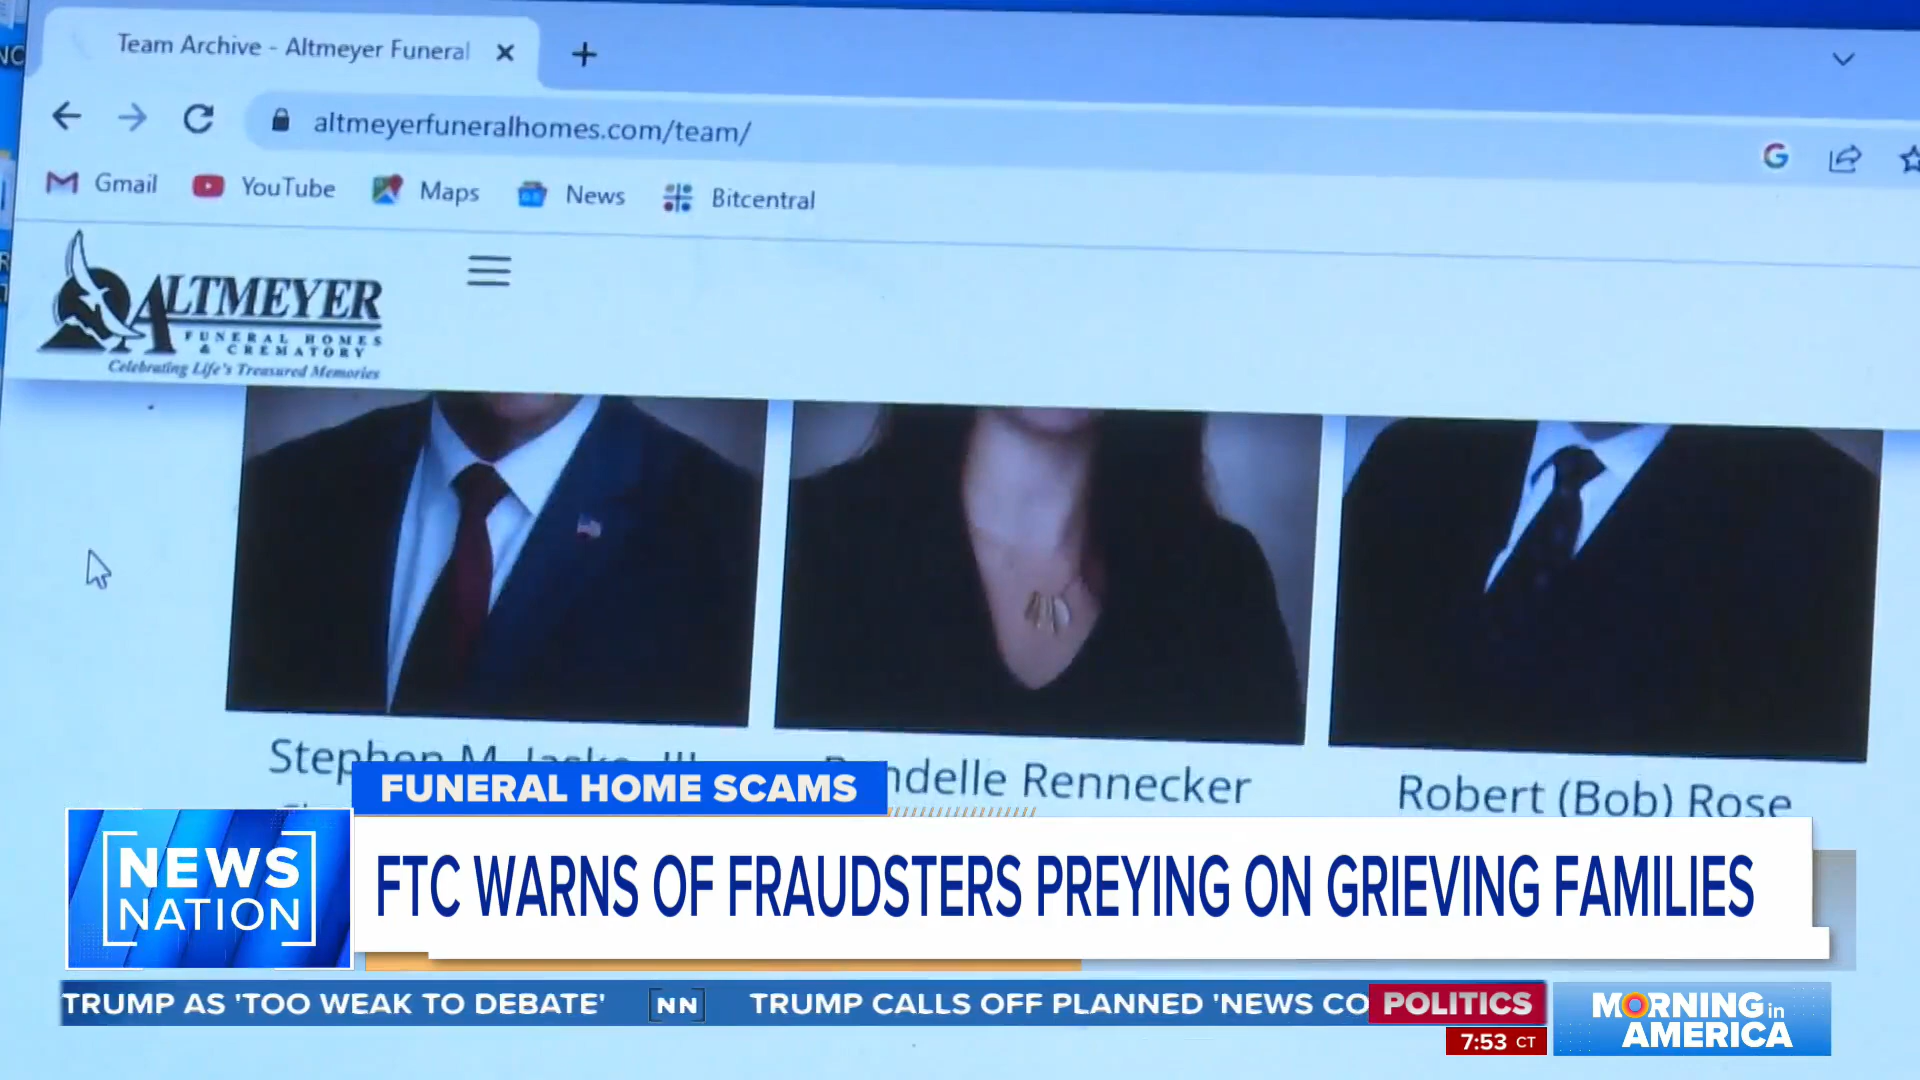 Team Archive - Altmeyer Funeral
altmeyerfuneralhomes.com/team/
Gmail YouTube Maps News Bitcentral
ALTMEYER
FUNERAL HOMES
& CREMATORY
Celebrating Life's Treasured Memories
Stephen M. III
Rennecker
Robert (Bob) Rose
FUNERAL HOME SCAMS
NEWS
NATION
FTC WARNS OF FRAUDSTERS PREYING ON GRIEVING FAMILIES
TRUMP AS 'TOO WEAK TO DEBATE' NN TRUMP CALLS OFF PLANNED 'NEWS CO
POLITICS
7:53 CT
MORNING in
AMERICA